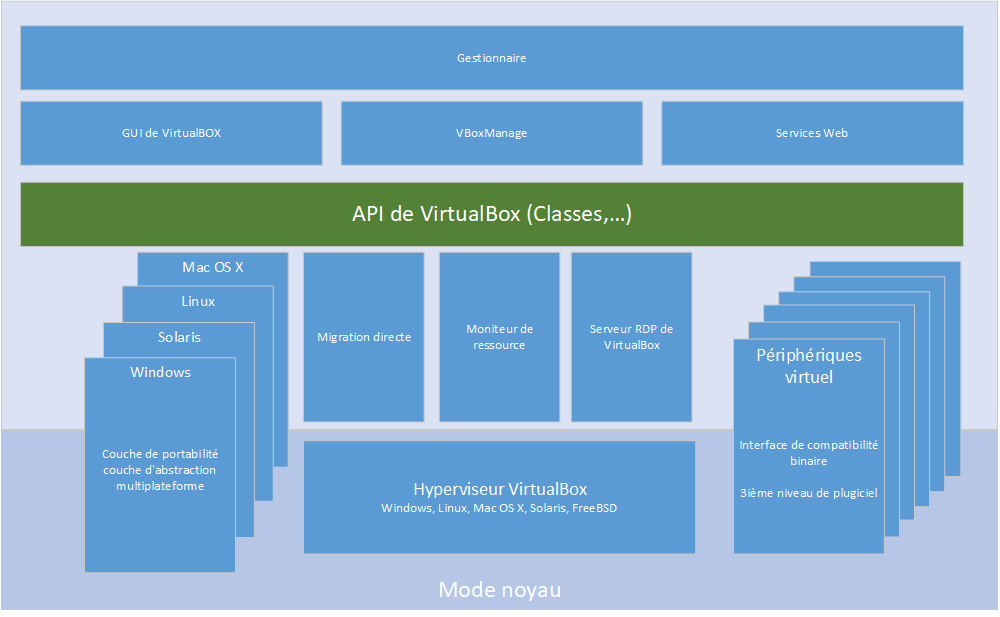 Gestionnaire
GUI de VirtualBOX
VBoxManage
Services Web
API de VirtualBox (Classes,...)
Mac OS X
Linux
Solaris
Windows
Couche de portabilité
couche d'abstraction
multiplateforme
Migration directe
Moniteur de
ressource
Serveur RDP de
VirtualBox
Périphériques
virtuel
Interface de compatibilité
binaire
3ième niveau de plugiciel
Hyperviseur VirtualBox
Windows, Linux, Mac OS X, Solaris, FreeBSD
Mode noyau